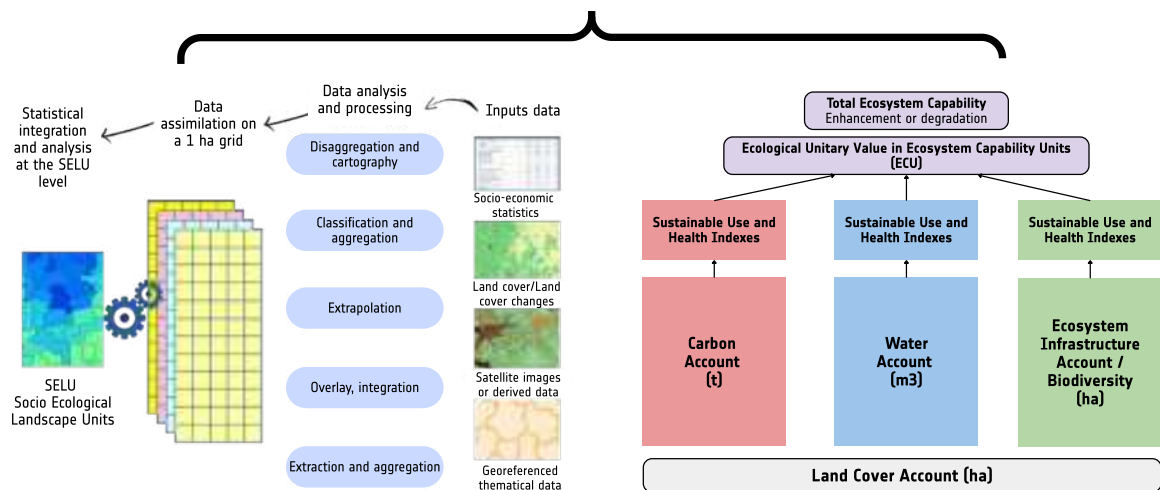 Statistical
integration
and analysis
at the SELU
level
Data
assimilation on
a 1 ha grid
Data analysis
and processing
Inputs data
Disaggregation and
cartography
Classification and
aggregation
Extrapolation
Overlay, integration
Extraction and aggregation
Socio-economic
statistics
Land cover/Land
cover changes
Satellite images
or derived data
Georeferenced
thematical data
SELU
Socio Ecological
Landscape Units
Total Ecosystem Capability
Enhancement or degradation
Ecological Unitary Value in Ecosystem Capability Units
(ECU)
Sustainable Use and
Health Indexes
Sustainable Use and
Health Indexes
Sustainable Use and
Health Indexes
Carbon
Account
(t)
Water
Account
(m3)
Ecosystem
Infrastructure
Account /
Biodiversity
(ha)
Land Cover Account (ha)